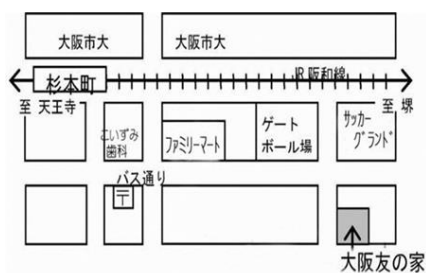 大阪市大
大阪市大
JR 阪和線
杉本町
至 天王寺
至 堺
こいずみ
歯科
ファミリーマート
ゲート
ボール場
サッカー
グランド
バス通り
〒
大阪友の家